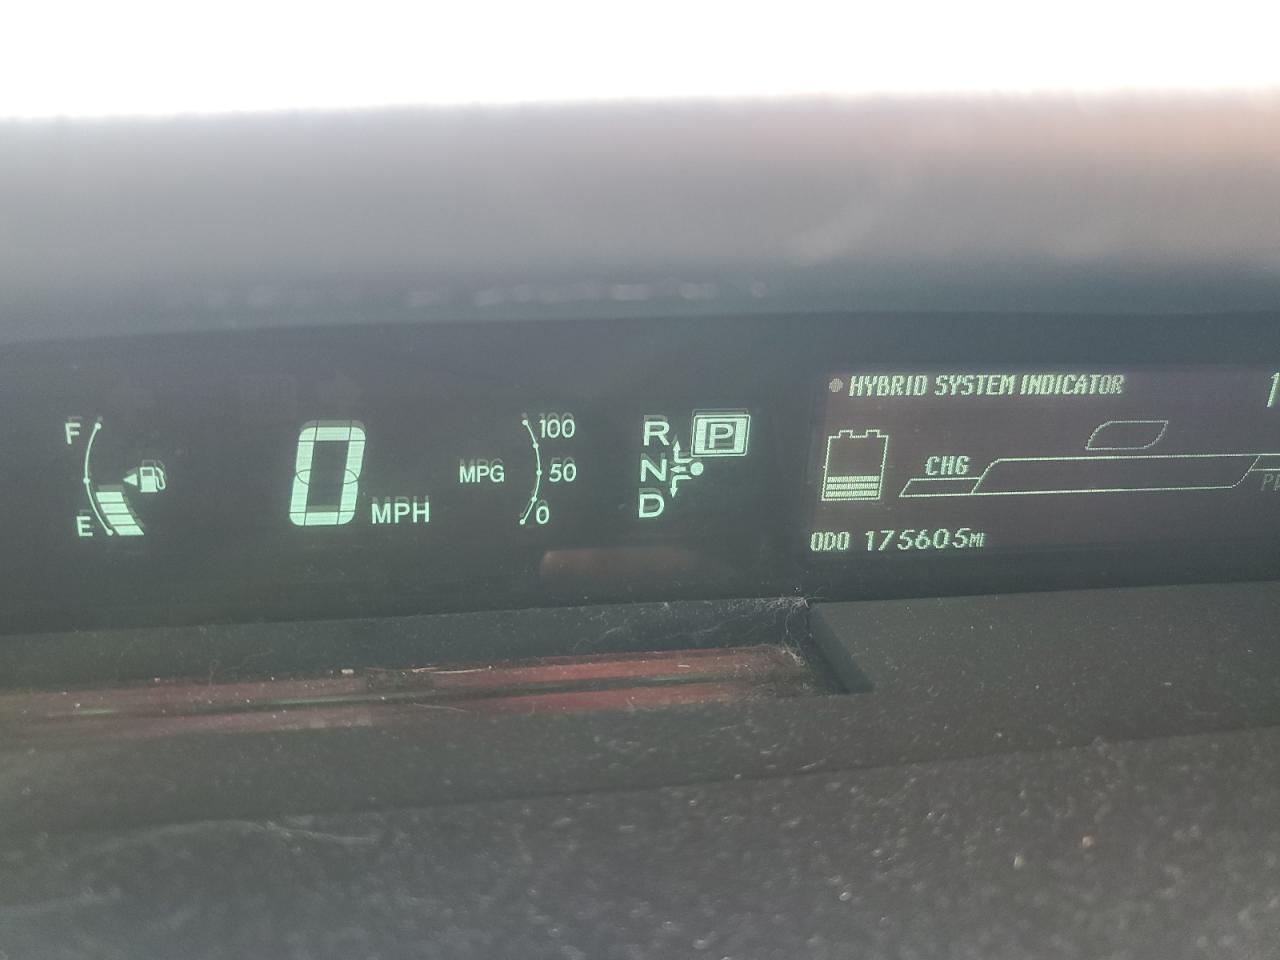 F
E
0 MPH
MPG
100
50
0
R
N
D
P
HYBRID SYSTEM INDICATOR
CHG
ODO 175605MI